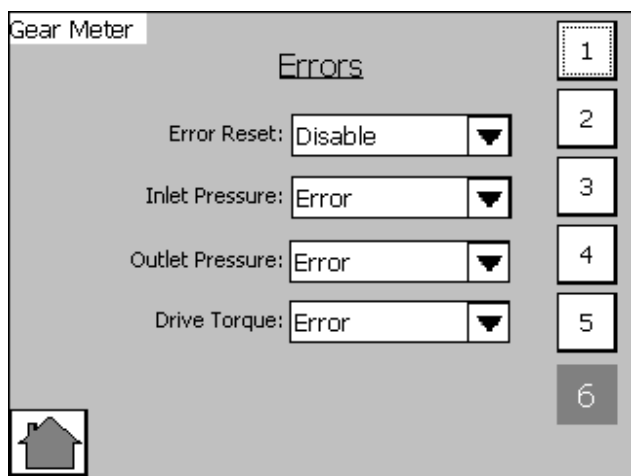 Gear Meter
Errors
1
Error Reset: Disable
2
Inlet Pressure: Error
3
Outlet Pressure: Error
4
Drive Torque: Error
5
6